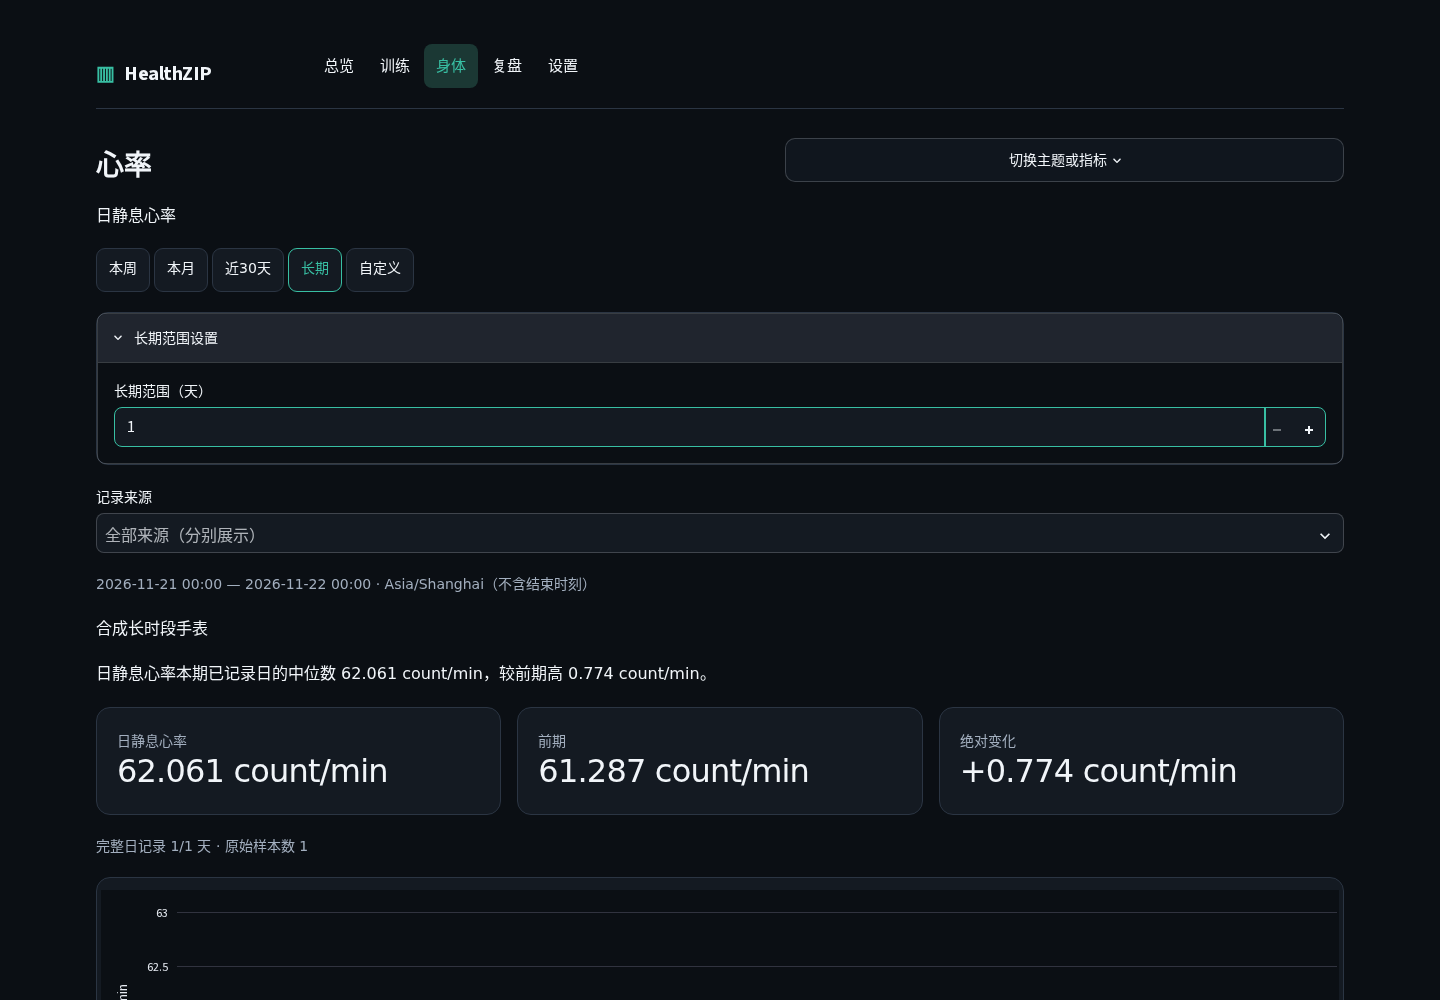 HealthZIP
总览 训练 身体 复盘 设置
心率
切换主题或指标
日静息心率
本周 本月 近30天 长期 自定义
长期范围设置
长期范围（天）
1
记录来源
全部来源（分别展示）
2026-11-21 00:00 — 2026-11-22 00:00 · Asia/Shanghai（不含结束时刻）
合成长时段手表
日静息心率本期已记录日的中位数 62.061 count/min，较前期高 0.774 count/min。
日静息心率 前期 绝对变化
62.061 count/min 61.287 count/min +0.774 count/min
完整日记录 1/1 天 · 原始样本数 1
63
62.5